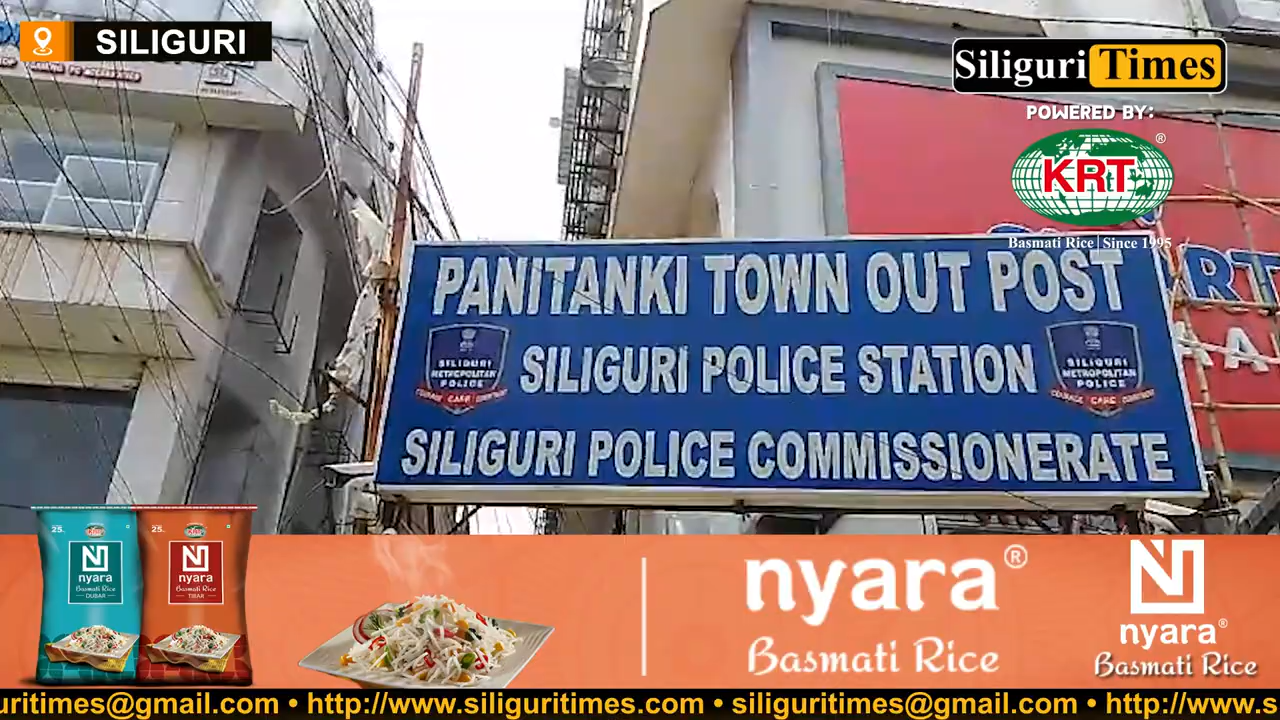 SILIGURI
Siliguri Times
POWERED BY:
KRT
®
Basmati Rice | Since 1995
PANITANKI TOWN OUT POST
SILIGURI METROPOLITAN POLICE
SILIGURI POLICE STATION
SILIGURI METROPOLITAN POLICE
SILIGURI POLICE COMMISSIONERATE
nyara
Basmati Rice
DUBAR
nyara
Basmati Rice
TIBAR
nyara®
Basmati Rice
nyara®
Basmati Rice
uritimes@gmail.com • http://www.siliguritimes.com • siliguritimes@gmail.com • http://www.s